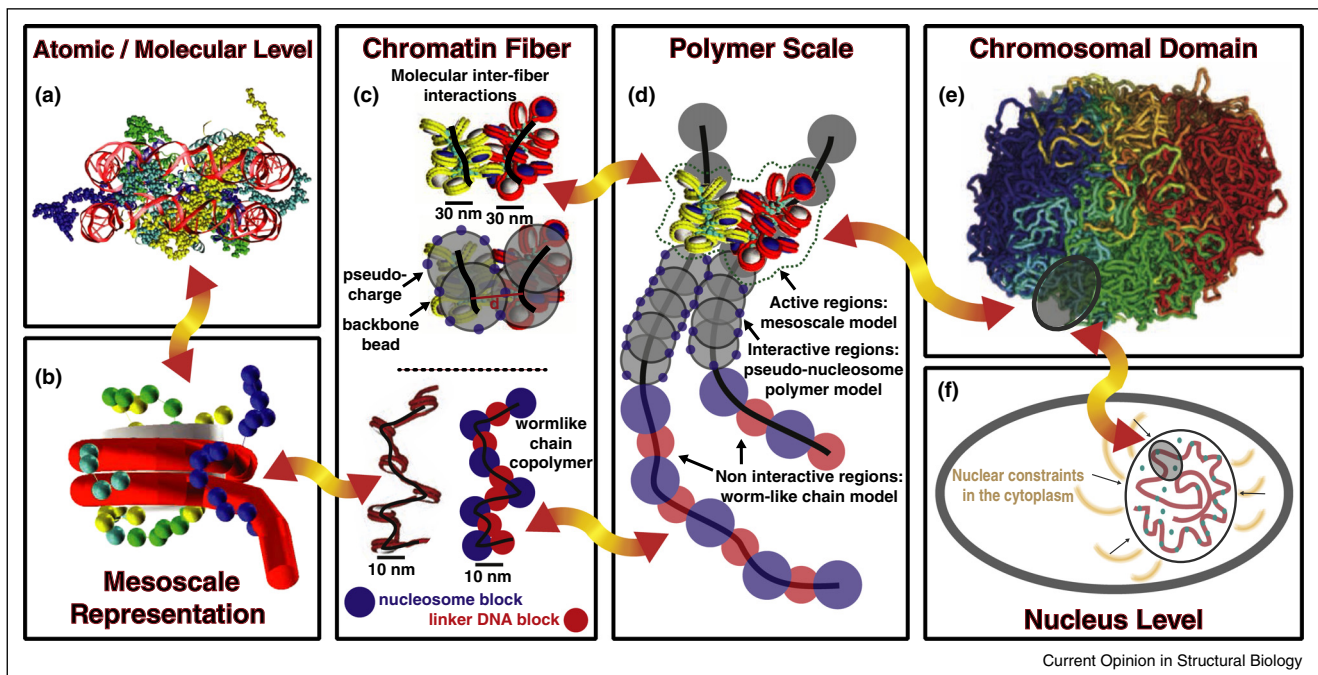 Atomic / Molecular Level
(a)
(b)
Mesoscale
Representation
Chromatin Fiber
Molecular inter-fiber
interactions
(c)
30 nm
30 nm
pseudo-
charge
d
backbone
bead
wormlike
chain
copolymer
10 nm
10 nm
nucleosome block
linker DNA block
Polymer Scale
(d)
Active regions:
mesoscale model
Interactive regions:
pseudo-nucleosome
polymer model
Non interactive regions:
worm-like chain model
Chromosomal Domain
(e)
(f)
Nuclear constraints
in the cytoplasm
Nucleus Level
Current Opinion in Structural Biology